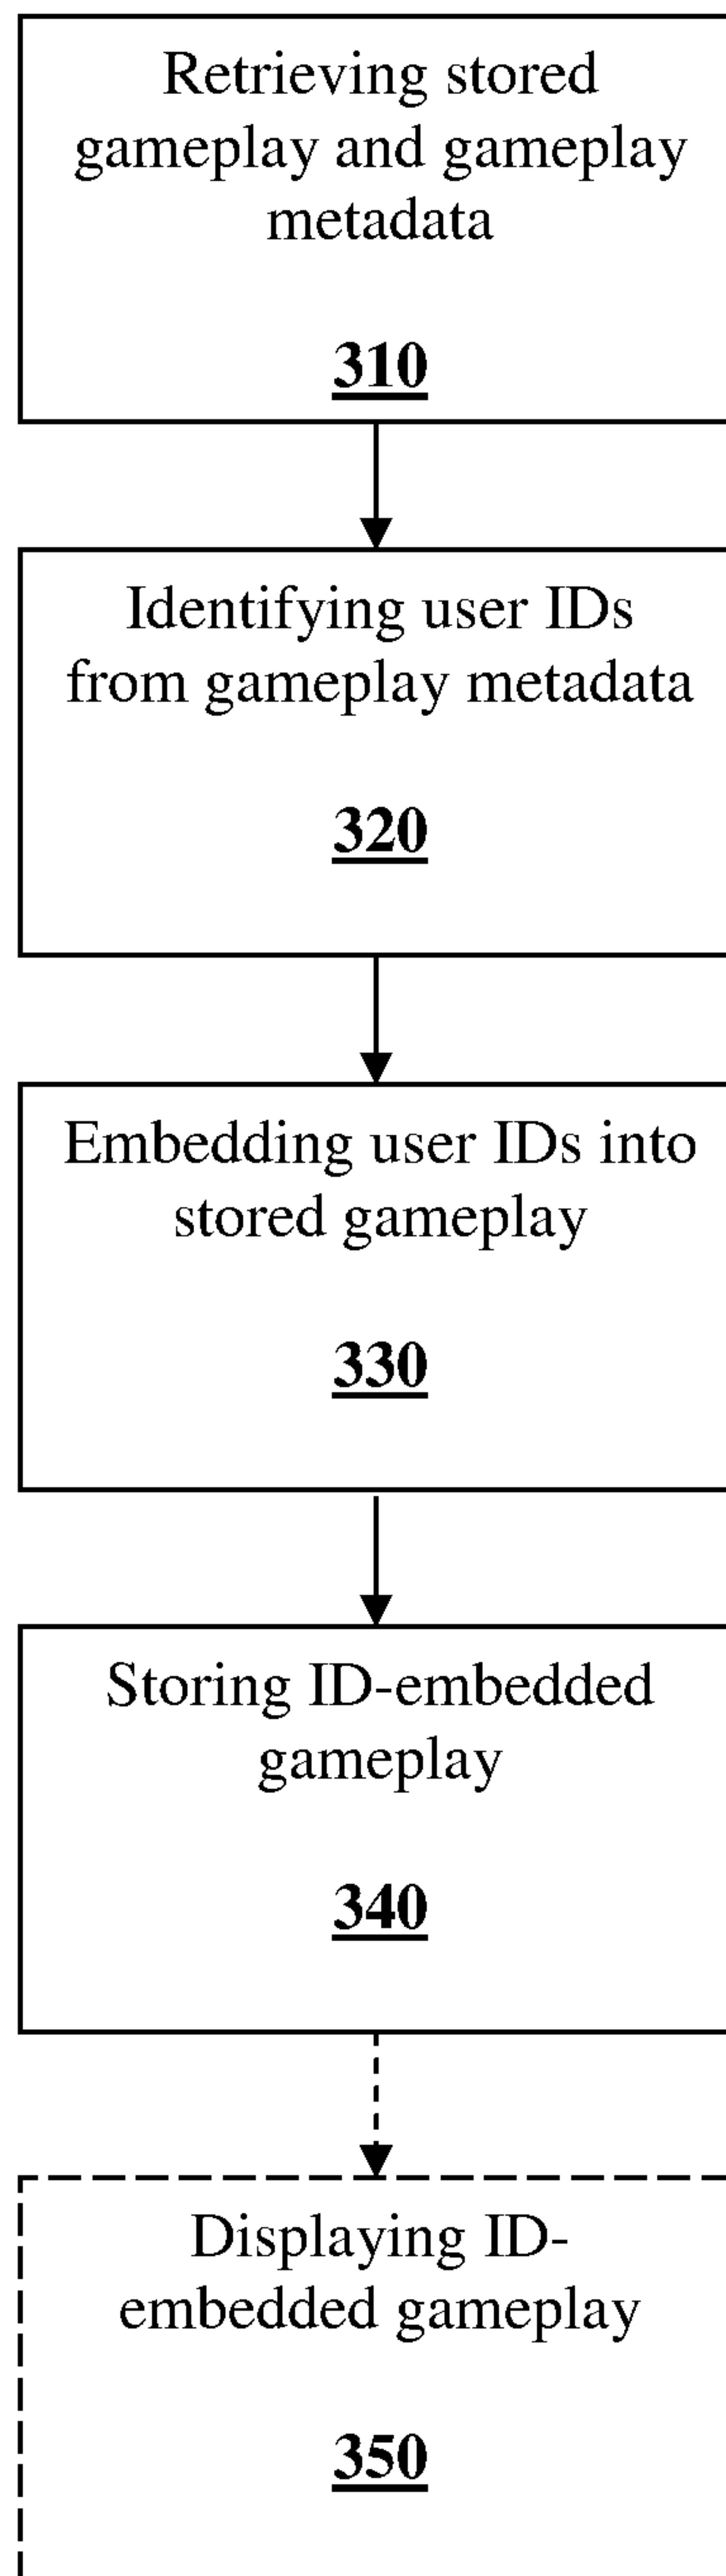 Retrieving stored
gameplay and gameplay
metadata
310
Identifying user IDs
from gameplay metadata
320
Embedding user IDs into
stored gameplay
330
Storing ID-embedded
gameplay
340
Displaying ID-
embedded gameplay
350